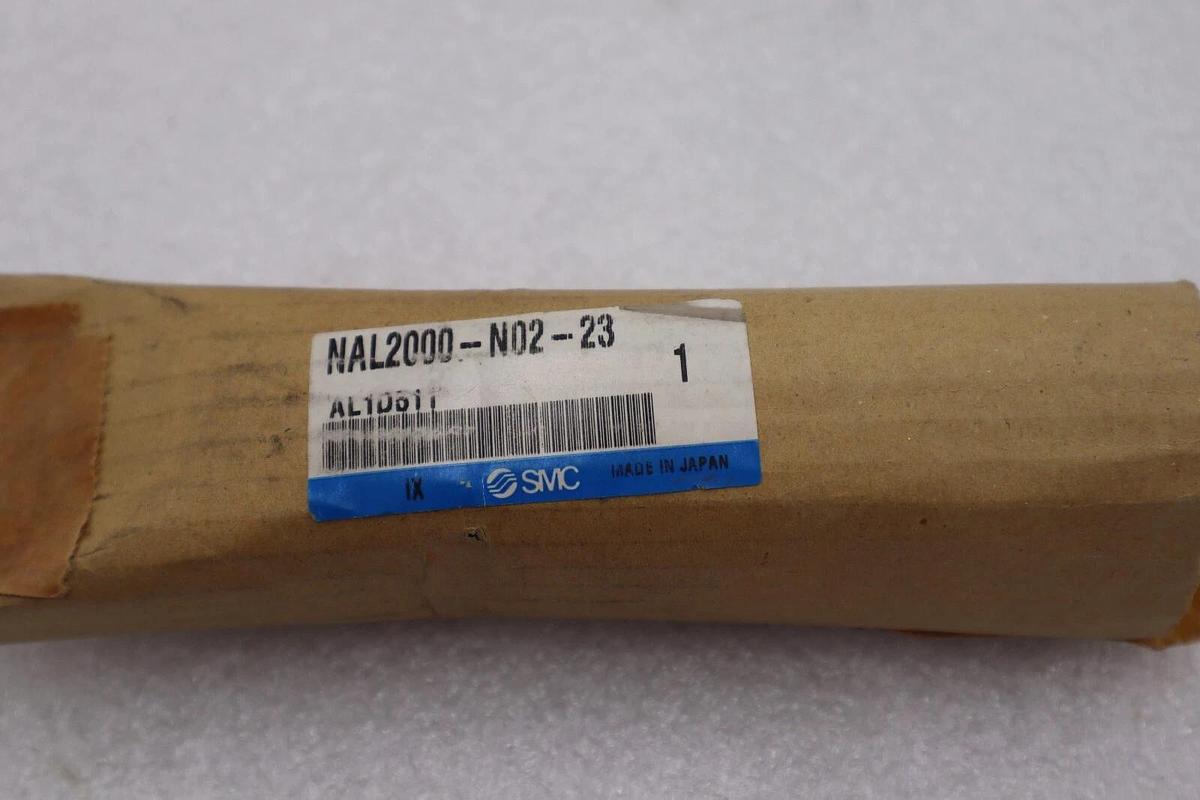 NAL2000-N02-23
1
AL1D611
IX SMC MADE IN JAPAN